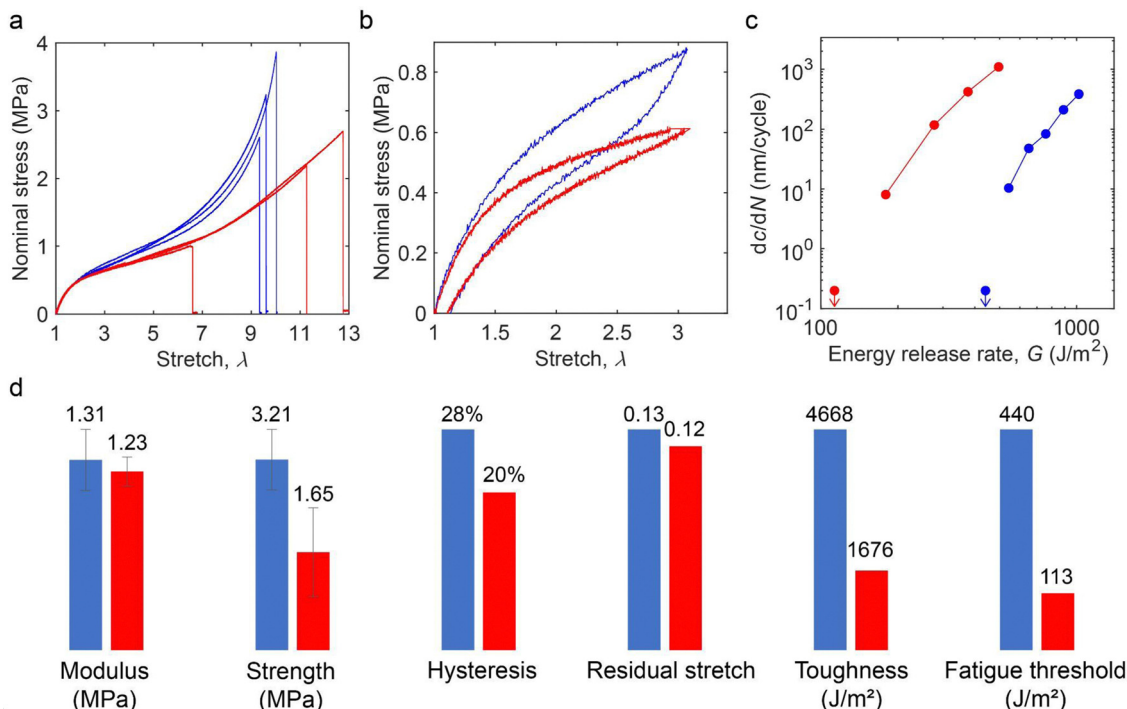 a
Nominal stress (MPa)
4
3
2
1
0
1 3 5 7 9 11 13
Stretch, λ
b
Nominal stress (MPa)
0.8
0.6
0.4
0.2
0
1 1.5 2 2.5 3
Stretch, λ
c
dc/dN (nm/cycle)
10³
10²
10¹
10⁰
10⁻¹
100 1000
Energy release rate, G (J/m²)
d
1.31
1.23
Modulus
(MPa)
3.21
1.65
Strength
(MPa)
28%
20%
Hysteresis
0.13
0.12
Residual stretch
4668
1676
Toughness
(J/m²)
440
113
Fatigue threshold
(J/m²)